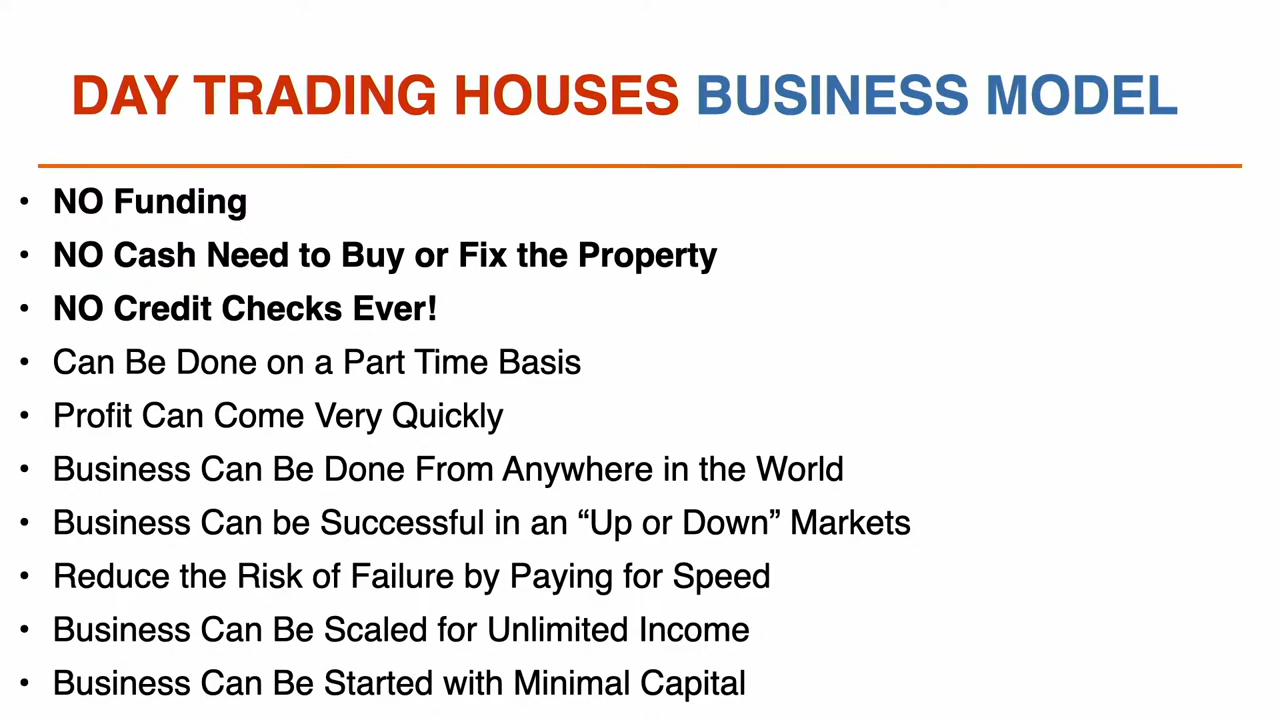 DAY TRADING HOUSES BUSINESS MODEL
• NO Funding
• NO Cash Need to Buy or Fix the Property
• NO Credit Checks Ever!
• Can Be Done on a Part Time Basis
• Profit Can Come Very Quickly
• Business Can Be Done From Anywhere in the World
• Business Can be Successful in an “Up or Down” Markets
• Reduce the Risk of Failure by Paying for Speed
• Business Can Be Scaled for Unlimited Income
• Business Can Be Started with Minimal Capital